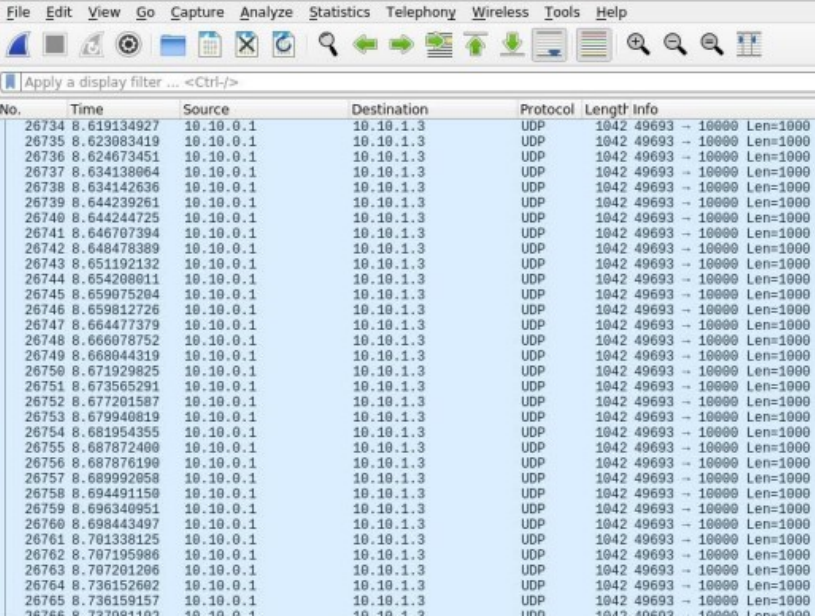 File Edit View Go Capture Analyze Statistics Telephony Wireless Tools Help
Apply a display filter ... <Ctrl-/>
No. Time Source Destination Protocol Length Info
26734 8.619134927 10.10.0.1 10.10.1.3 UDP 1042 49693 → 10000 Len=1000
26735 8.623083419 10.10.0.1 10.10.1.3 UDP 1042 49693 → 10000 Len=1000
26736 8.624673451 10.10.0.1 10.10.1.3 UDP 1042 49693 → 10000 Len=1000
26737 8.634138064 10.10.0.1 10.10.1.3 UDP 1042 49693 → 10000 Len=1000
26738 8.634142636 10.10.0.1 10.10.1.3 UDP 1042 49693 → 10000 Len=1000
26739 8.644239261 10.10.0.1 10.10.1.3 UDP 1042 49693 → 10000 Len=1000
26740 8.644244725 10.10.0.1 10.10.1.3 UDP 1042 49693 → 10000 Len=1000
26741 8.646707394 10.10.0.1 10.10.1.3 UDP 1042 49693 → 10000 Len=1000
26742 8.648478389 10.10.0.1 10.10.1.3 UDP 1042 49693 → 10000 Len=1000
26743 8.651192132 10.10.0.1 10.10.1.3 UDP 1042 49693 → 10000 Len=1000
26744 8.654208011 10.10.0.1 10.10.1.3 UDP 1042 49693 → 10000 Len=1000
26745 8.659075204 10.10.0.1 10.10.1.3 UDP 1042 49693 → 10000 Len=1000
26746 8.659812726 10.10.0.1 10.10.1.3 UDP 1042 49693 → 10000 Len=1000
26747 8.664477379 10.10.0.1 10.10.1.3 UDP 1042 49693 → 10000 Len=1000
26748 8.666078752 10.10.0.1 10.10.1.3 UDP 1042 49693 → 10000 Len=1000
26749 8.668044319 10.10.0.1 10.10.1.3 UDP 1042 49693 → 10000 Len=1000
26750 8.671929825 10.10.0.1 10.10.1.3 UDP 1042 49693 → 10000 Len=1000
26751 8.673565291 10.10.0.1 10.10.1.3 UDP 1042 49693 → 10000 Len=1000
26752 8.677201587 10.10.0.1 10.10.1.3 UDP 1042 49693 → 10000 Len=1000
26753 8.679940819 10.10.0.1 10.10.1.3 UDP 1042 49693 → 10000 Len=1000
26754 8.681954355 10.10.0.1 10.10.1.3 UDP 1042 49693 → 10000 Len=1000
26755 8.687872400 10.10.0.1 10.10.1.3 UDP 1042 49693 → 10000 Len=1000
26756 8.687876190 10.10.0.1 10.10.1.3 UDP 1042 49693 → 10000 Len=1000
26757 8.689992058 10.10.0.1 10.10.1.3 UDP 1042 49693 → 10000 Len=1000
26758 8.694491150 10.10.0.1 10.10.1.3 UDP 1042 49693 → 10000 Len=1000
26759 8.696340951 10.10.0.1 10.10.1.3 UDP 1042 49693 → 10000 Len=1000
26760 8.698443497 10.10.0.1 10.10.1.3 UDP 1042 49693 → 10000 Len=1000
26761 8.701338125 10.10.0.1 10.10.1.3 UDP 1042 49693 → 10000 Len=1000
26762 8.707195986 10.10.0.1 10.10.1.3 UDP 1042 49693 → 10000 Len=1000
26763 8.707201206 10.10.0.1 10.10.1.3 UDP 1042 49693 → 10000 Len=1000
26764 8.736152602 10.10.0.1 10.10.1.3 UDP 1042 49693 → 10000 Len=1000
26765 8.736159157 10.10.0.1 10.10.1.3 UDP 1042 49693 → 10000 Len=1000